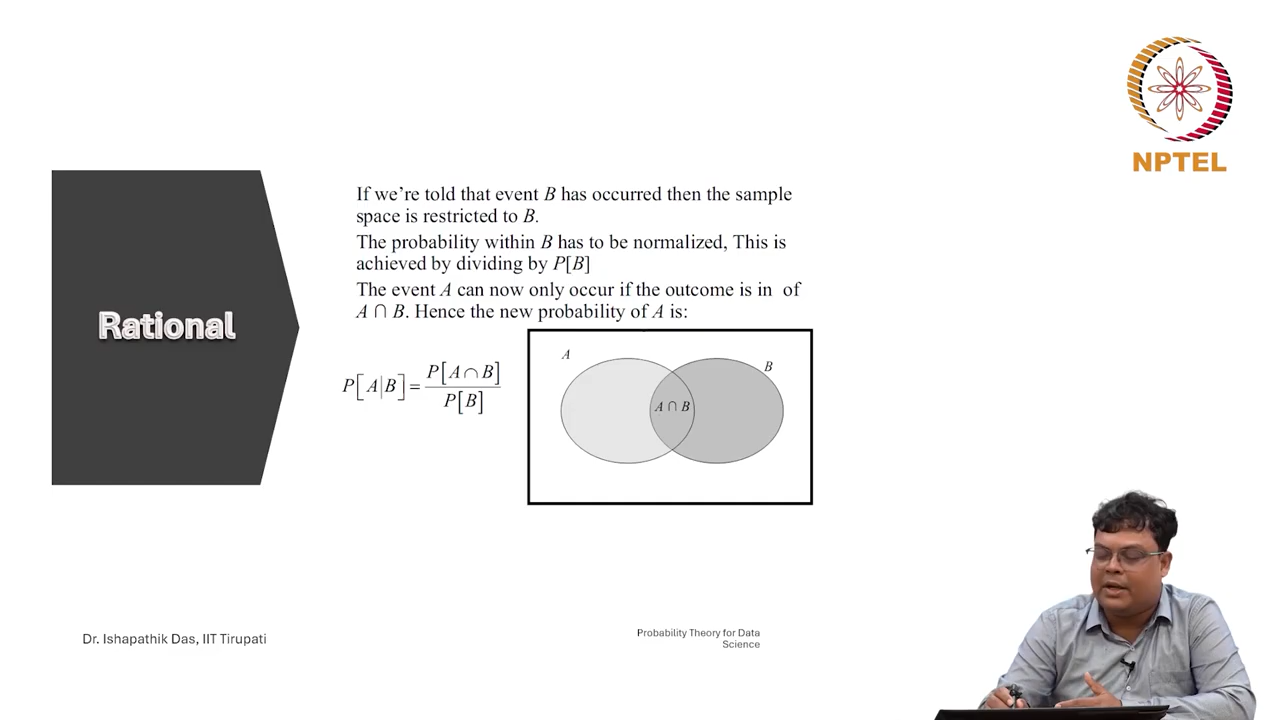 NPTEL
Rational
If we're told that event B has occurred then the sample
space is restricted to B.
The probability within B has to be normalized, This is
achieved by dividing by P[B]
The event A can now only occur if the outcome is in  of
A ∩ B. Hence the new probability of A is:
P[A|B] = P[A ∩ B] / P[B]
A
B
A ∩ B
Dr. Ishapathik Das, IIT Tirupati
Probability Theory for Data
Science